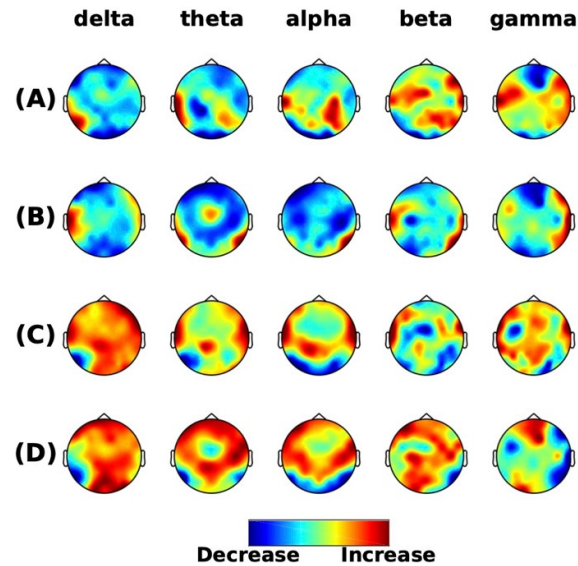 delta theta alpha beta gamma
(A)
(B)
(C)
(D)
Decrease Increase